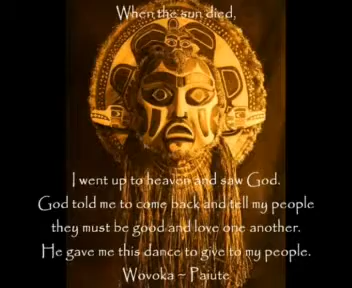 When the sun died,
I went up to heaven and saw God.
God told me to come back and tell my people
they must be good and love one another.
He gave me this dance to give to my people.
Wovoka ~ Paiute